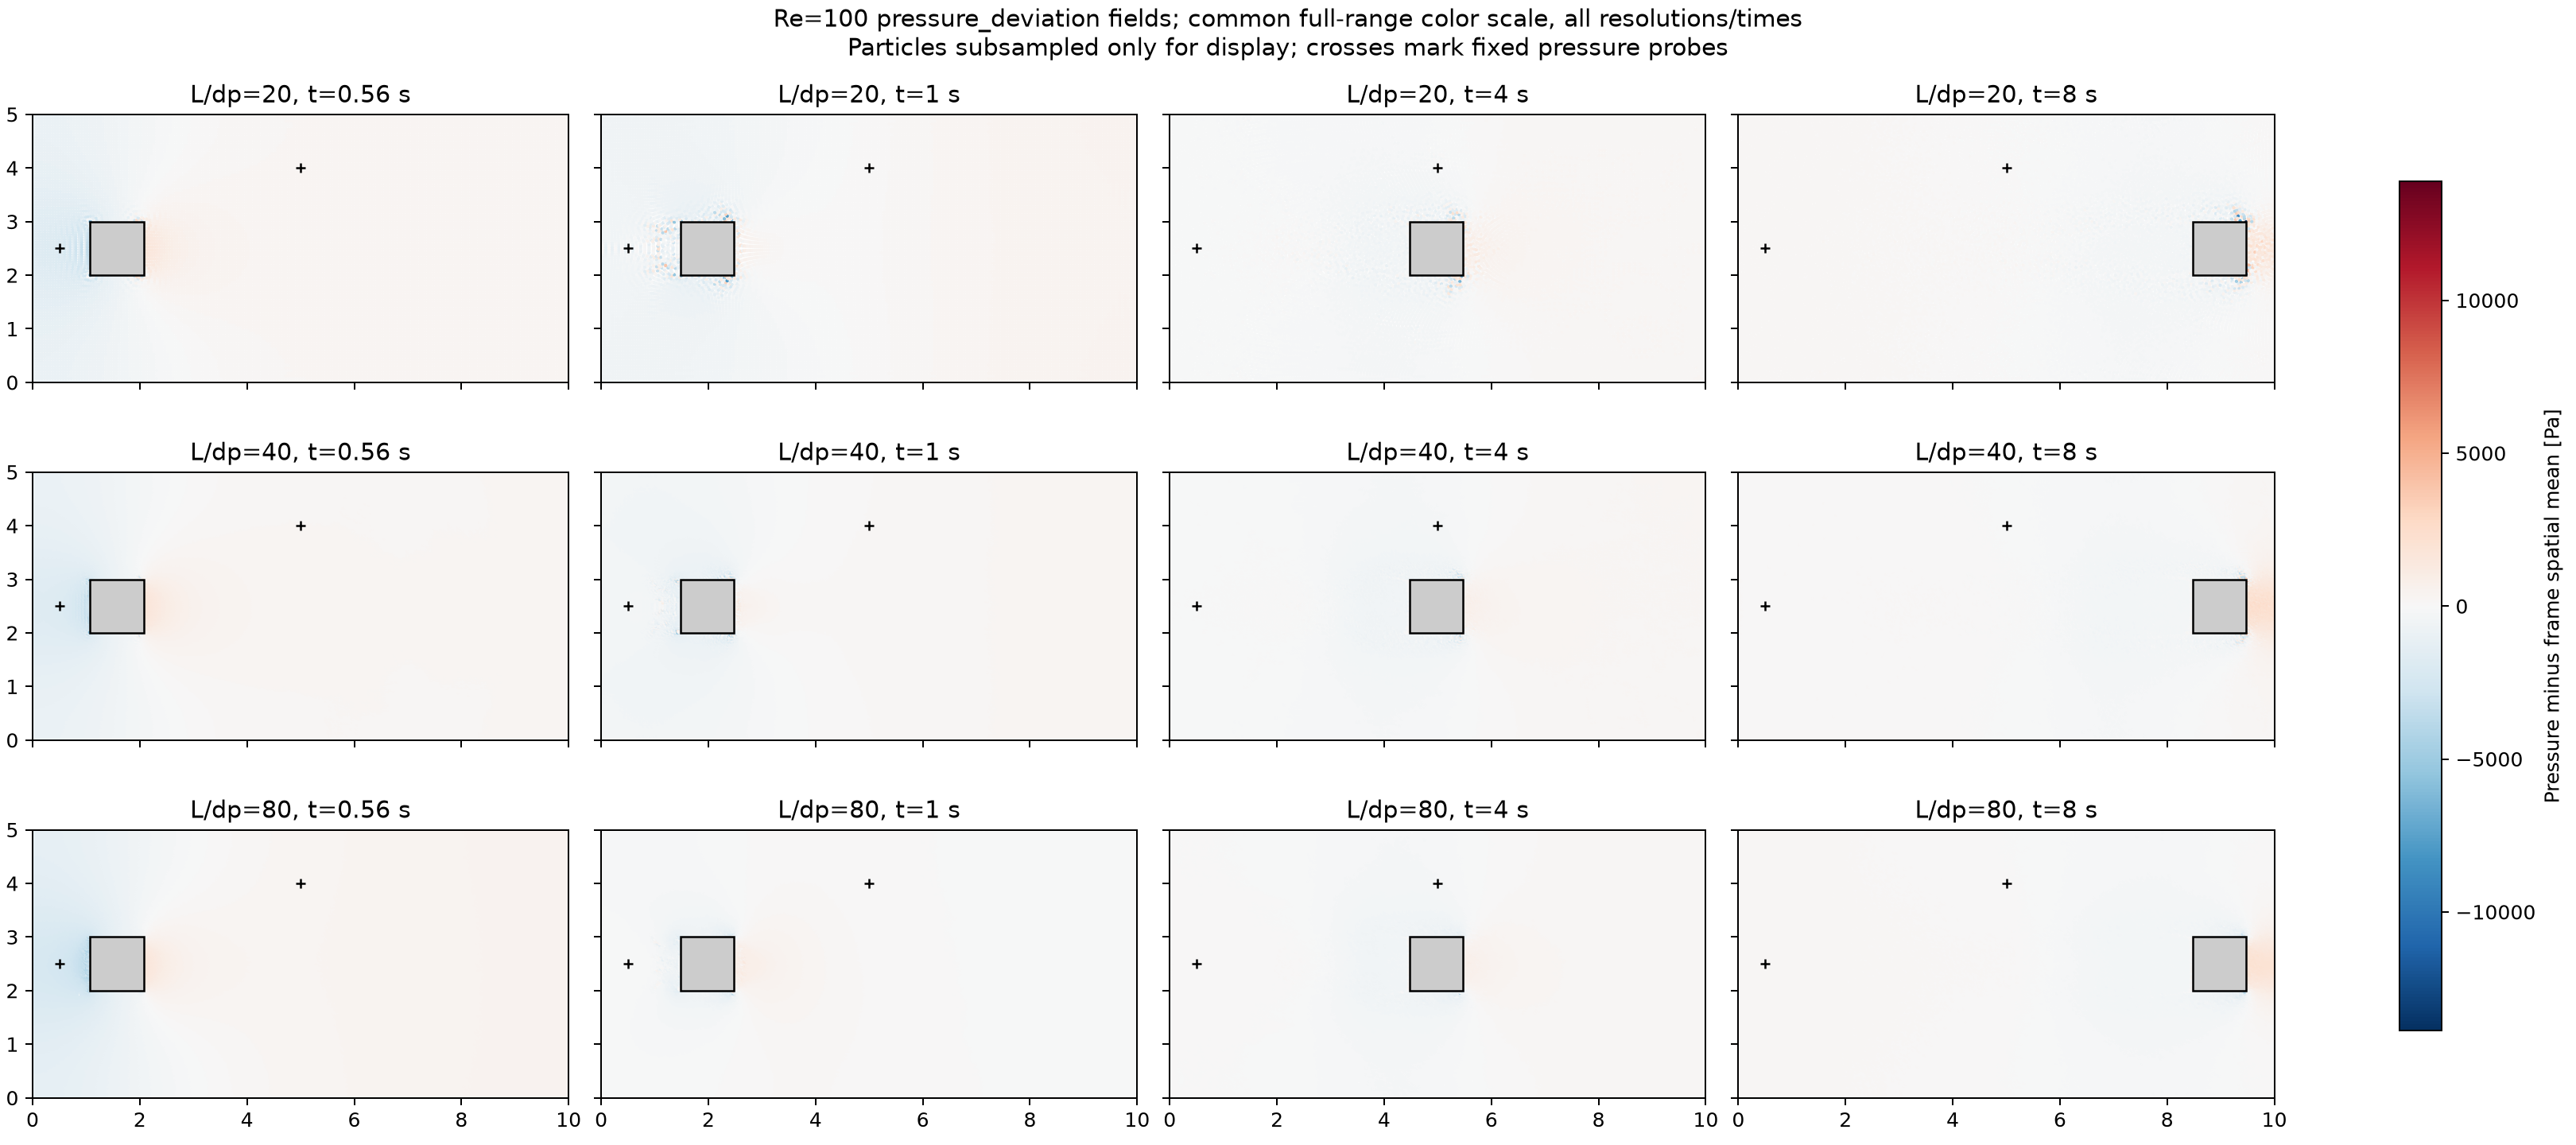 Re=100 pressure_deviation fields; common full-range color scale, all resolutions/times
Particles subsampled only for display; crosses mark fixed pressure probes
L/dp=20, t=0.56 s
L/dp=20, t=1 s
L/dp=20, t=4 s
L/dp=20, t=8 s
5
4
3
2
1
0
L/dp=40, t=0.56 s
L/dp=40, t=1 s
L/dp=40, t=4 s
L/dp=40, t=8 s
5
4
3
2
1
0
L/dp=80, t=0.56 s
L/dp=80, t=1 s
L/dp=80, t=4 s
L/dp=80, t=8 s
5
4
3
2
1
0
0 2 4 6 8 10
0 2 4 6 8 10
0 2 4 6 8 10
0 2 4 6 8 10
10000
5000
0
−5000
−10000
Pressure minus frame spatial mean [Pa]